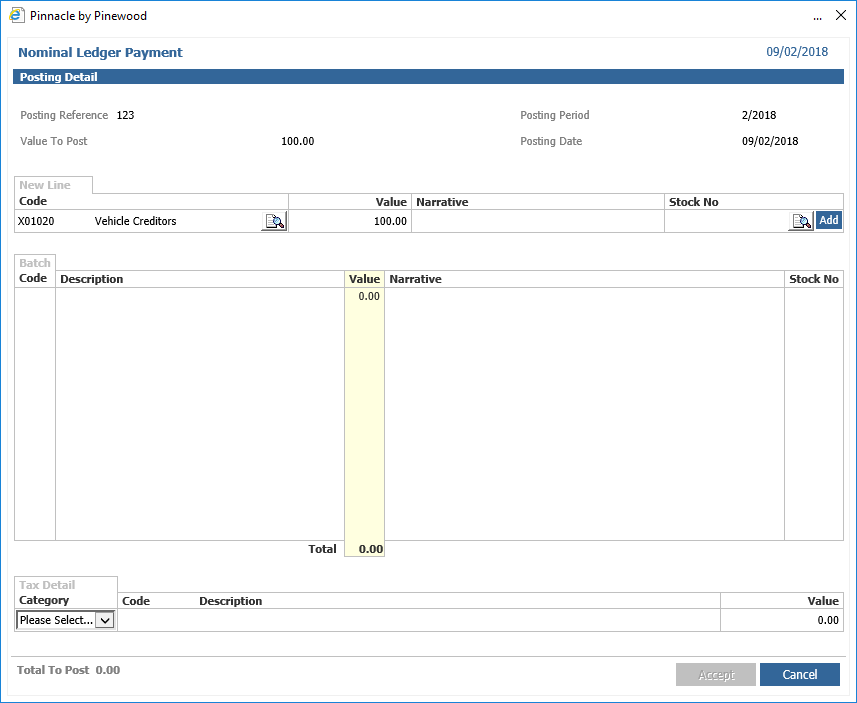 Pinnacle by Pinewood ...
Nominal Ledger Payment 09/02/2018
Posting Detail
Posting Reference 123 Posting Period 2/2018
Value To Post 100.00 Posting Date 09/02/2018
New Line
Code Value Narrative Stock No
X01020 Vehicle Creditors 100.00 Add
Batch
Code Description Value Narrative Stock No
0.00
Total 0.00
Tax Detail
Category Code Description Value
Please Select... 0.00
Total To Post 0.00
Accept Cancel